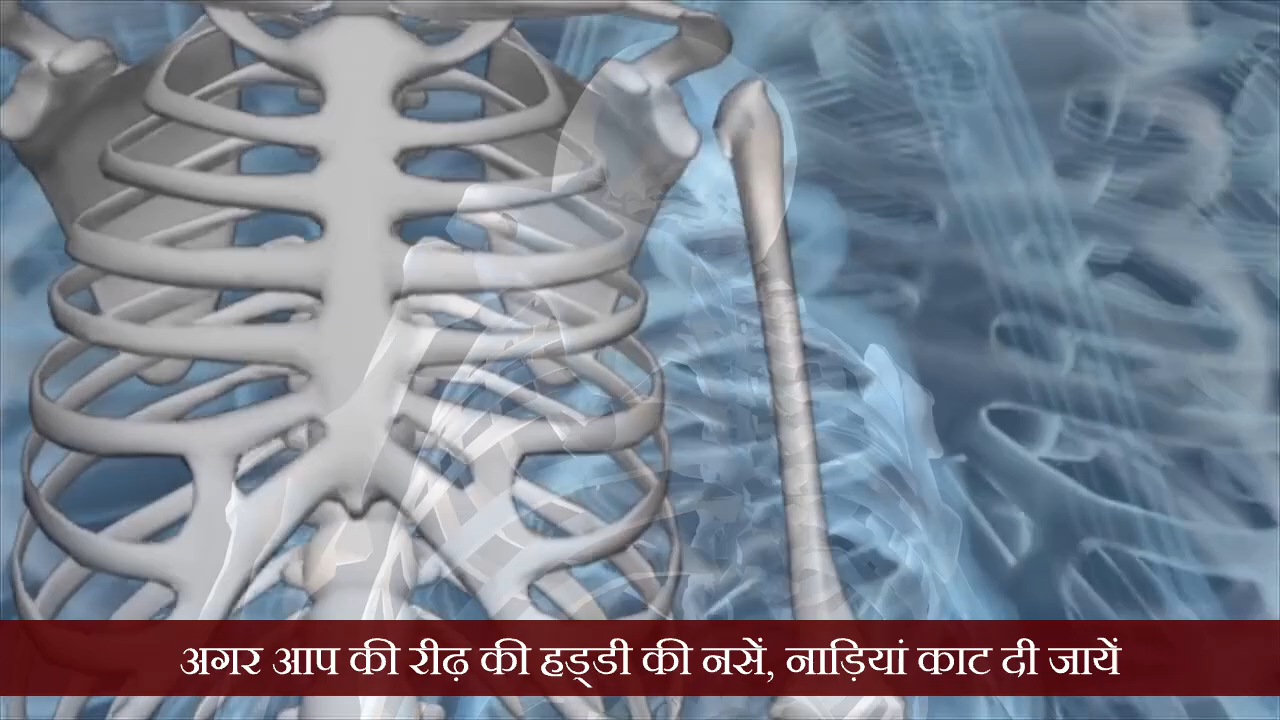 अगर आप की रीढ़ की हड्डी की नसें, नाड़ियां काट दी जायें